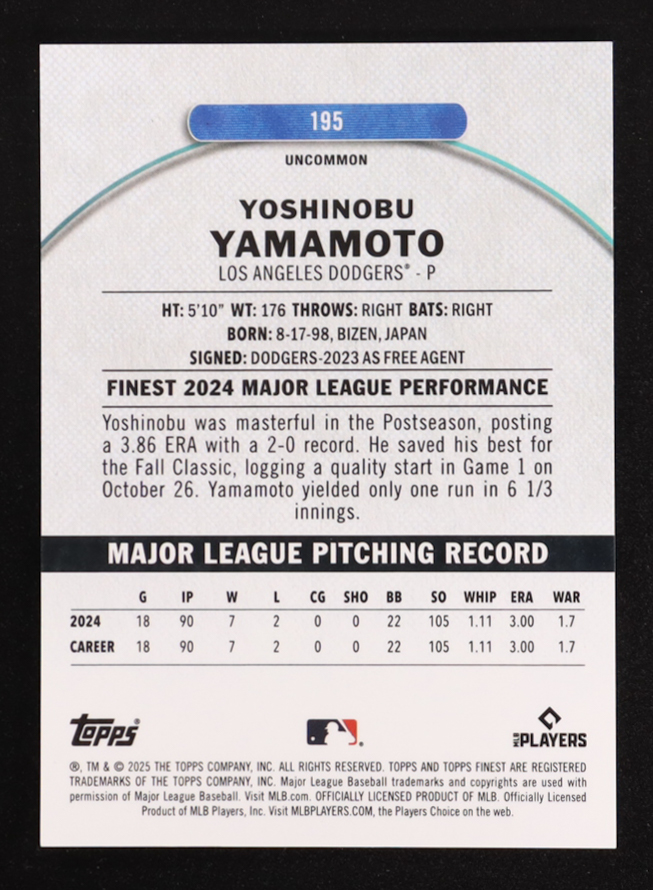 195
UNCOMMON
YOSHINOBU
YAMAMOTO
LOS ANGELES DODGERS® - P
HT: 5'10" WT: 176 THROWS: RIGHT BATS: RIGHT
BORN: 8-17-98, BIZEN, JAPAN
SIGNED: DODGERS-2023 AS FREE AGENT
FINEST 2024 MAJOR LEAGUE PERFORMANCE
Yoshinobu was masterful in the Postseason, posting
a 3.86 ERA with a 2-0 record. He saved his best for
the Fall Classic, logging a quality start in Game 1 on
October 26. Yamamoto yielded only one run in 6 1/3
innings.
MAJOR LEAGUE PITCHING RECORD
G IP W L CG SHO BB SO WHIP ERA WAR
2024 18 90 7 2 0 0 22 105 1.11 3.00 1.7
CAREER 18 90 7 2 0 0 22 105 1.11 3.00 1.7
Topps®
MLB PLAYERS
®, TM & © 2025 THE TOPPS COMPANY, INC. ALL RIGHTS RESERVED. TOPPS AND TOPPS FINEST ARE REGISTERED
TRADEMARKS OF THE TOPPS COMPANY, INC. Major League Baseball trademarks and copyrights are used with
permission of Major League Baseball. Visit MLB.com. OFFICIALLY LICENSED PRODUCT OF MLB. Officially Licensed
Product of MLB Players, Inc. Visit MLBPLAYERS.COM, the Players Choice on the web.